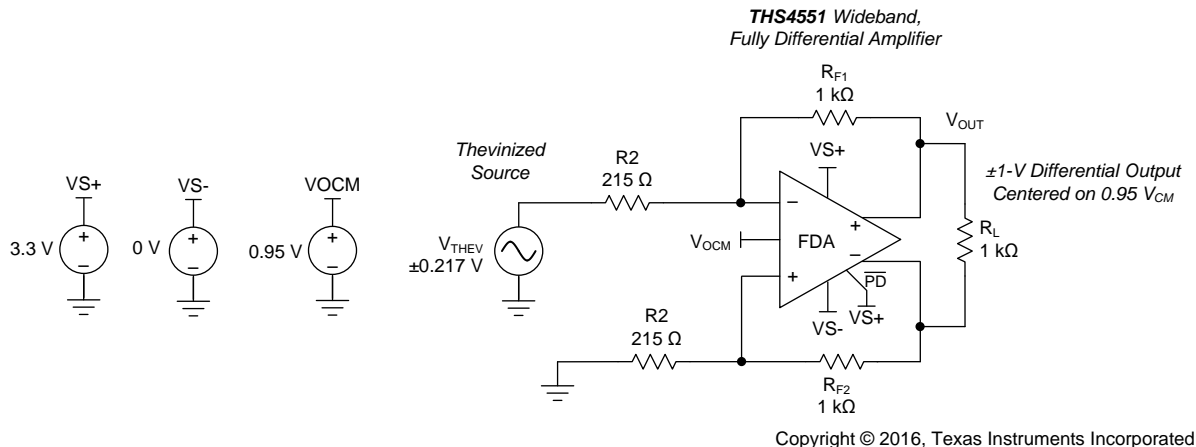 THS4551 Wideband,
Fully Differential Amplifier
RF1
1 kΩ
VOUT
Thevinized
Source
R2
215 Ω
VS+
±1-V Differential Output
Centered on 0.95 VCM
VS+
VS-
VOCM
3.3 V
+
−
0 V
+
−
0.95 V
+
−
VTHEV
±0.217 V
VOCM
−
+
FDA
+
−
RL
1 kΩ
PD
VS-
VS+
R2
215 Ω
RF2
1 kΩ
Copyright © 2016, Texas Instruments Incorporated